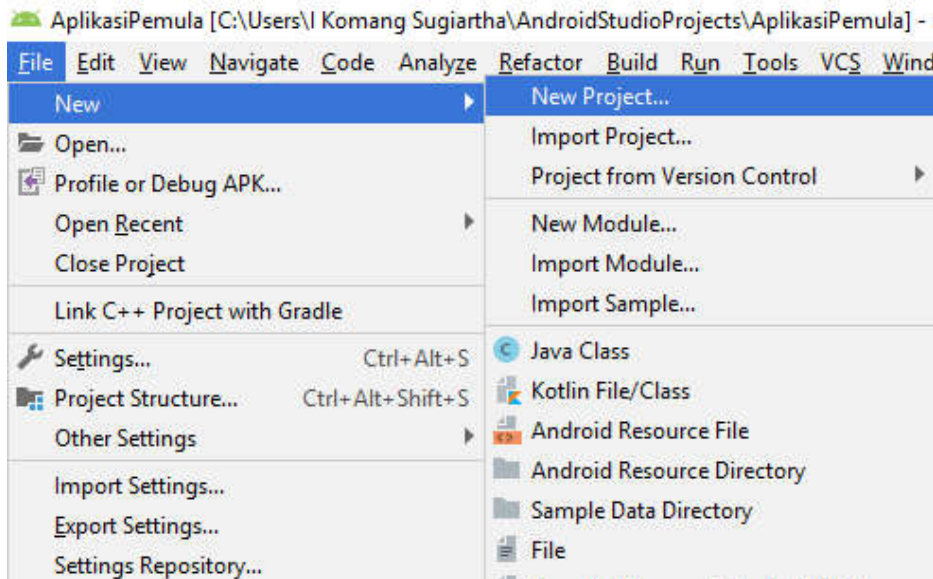 AplikasiPemula [C:\Users\I Komang Sugiartha\AndroidStudioProjects\AplikasiPemula] -
File Edit View Navigate Code Analyze Refactor Build Run Tools VCS Wind
New
Open...
Profile or Debug APK...
Open Recent
Close Project
Link C++ Project with Gradle
Settings... Ctrl+Alt+S
Project Structure... Ctrl+Alt+Shift+S
Other Settings
Import Settings...
Export Settings...
Settings Repository...
New Project...
Import Project...
Project from Version Control
New Module...
Import Module...
Import Sample...
Java Class
Kotlin File/Class
Android Resource File
Android Resource Directory
Sample Data Directory
File